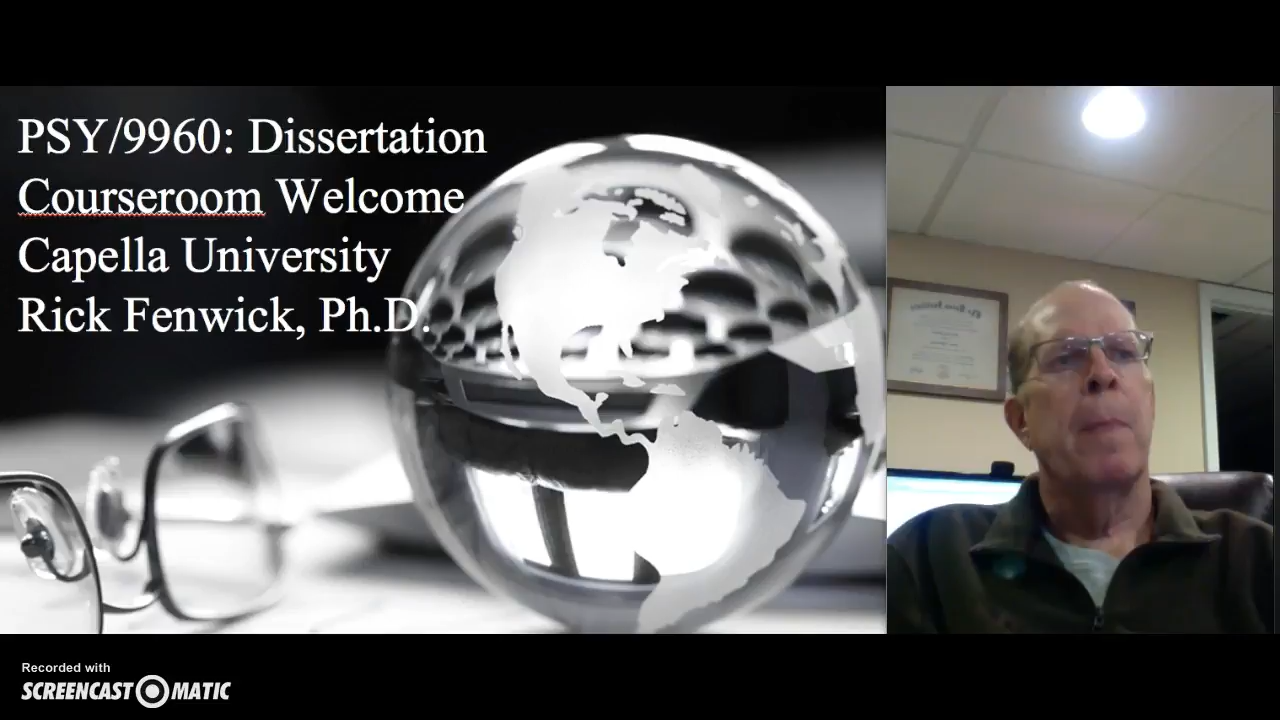 PSY/9960: Dissertation
Courseroom Welcome
Capella University
Rick Fenwick, Ph.D.
Recorded with
SCREENCAST MATIC